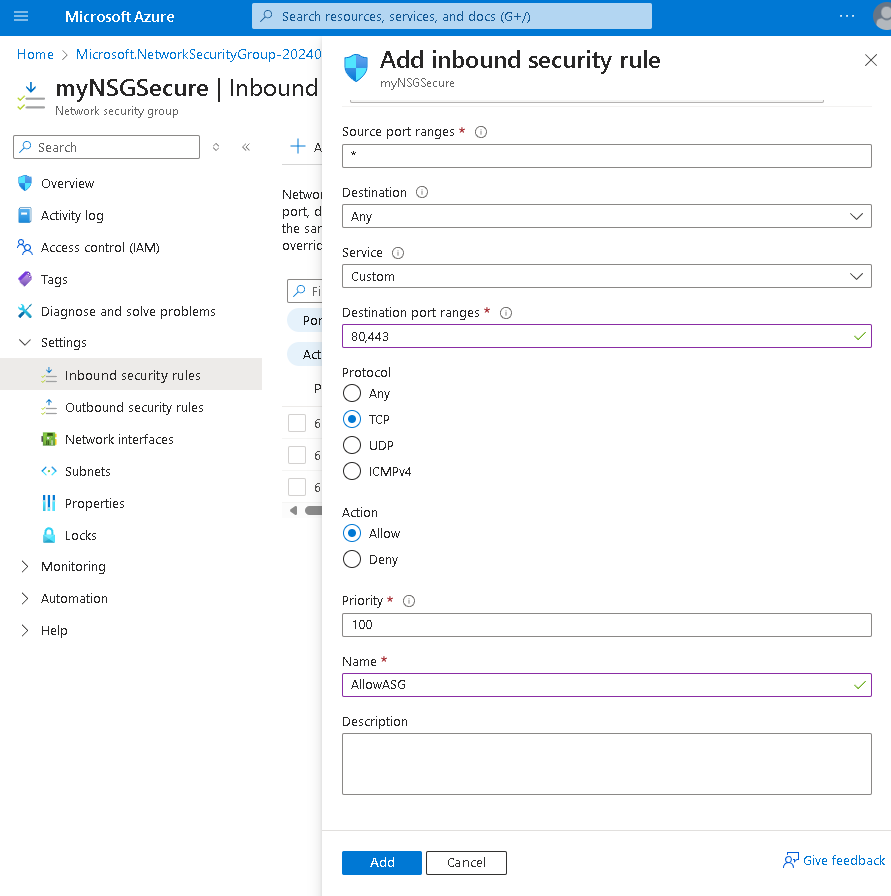 Microsoft Azure
Search resources, services, and docs (G+/)
Home > Microsoft.NetworkSecurityGroup-20240
myNSGSecure | Inbound
Network security group
Search
Overview
Activity log
Access control (IAM)
Tags
Diagnose and solve problems
Settings
Inbound security rules
Outbound security rules
Network interfaces
Subnets
Properties
Locks
Monitoring
Automation
Help
+ A
Netwo
port, d
the sar
overri
Fi
Por
Act
P
6
6
6
Add inbound security rule
myNSGSecure
Source port ranges *
*
Destination
Any
Service
Custom
Destination port ranges *
80,443
Protocol
Any
TCP
UDP
ICMPv4
Action
Allow
Deny
Priority *
100
Name *
AllowASG
Description
Add
Cancel
Give feedback